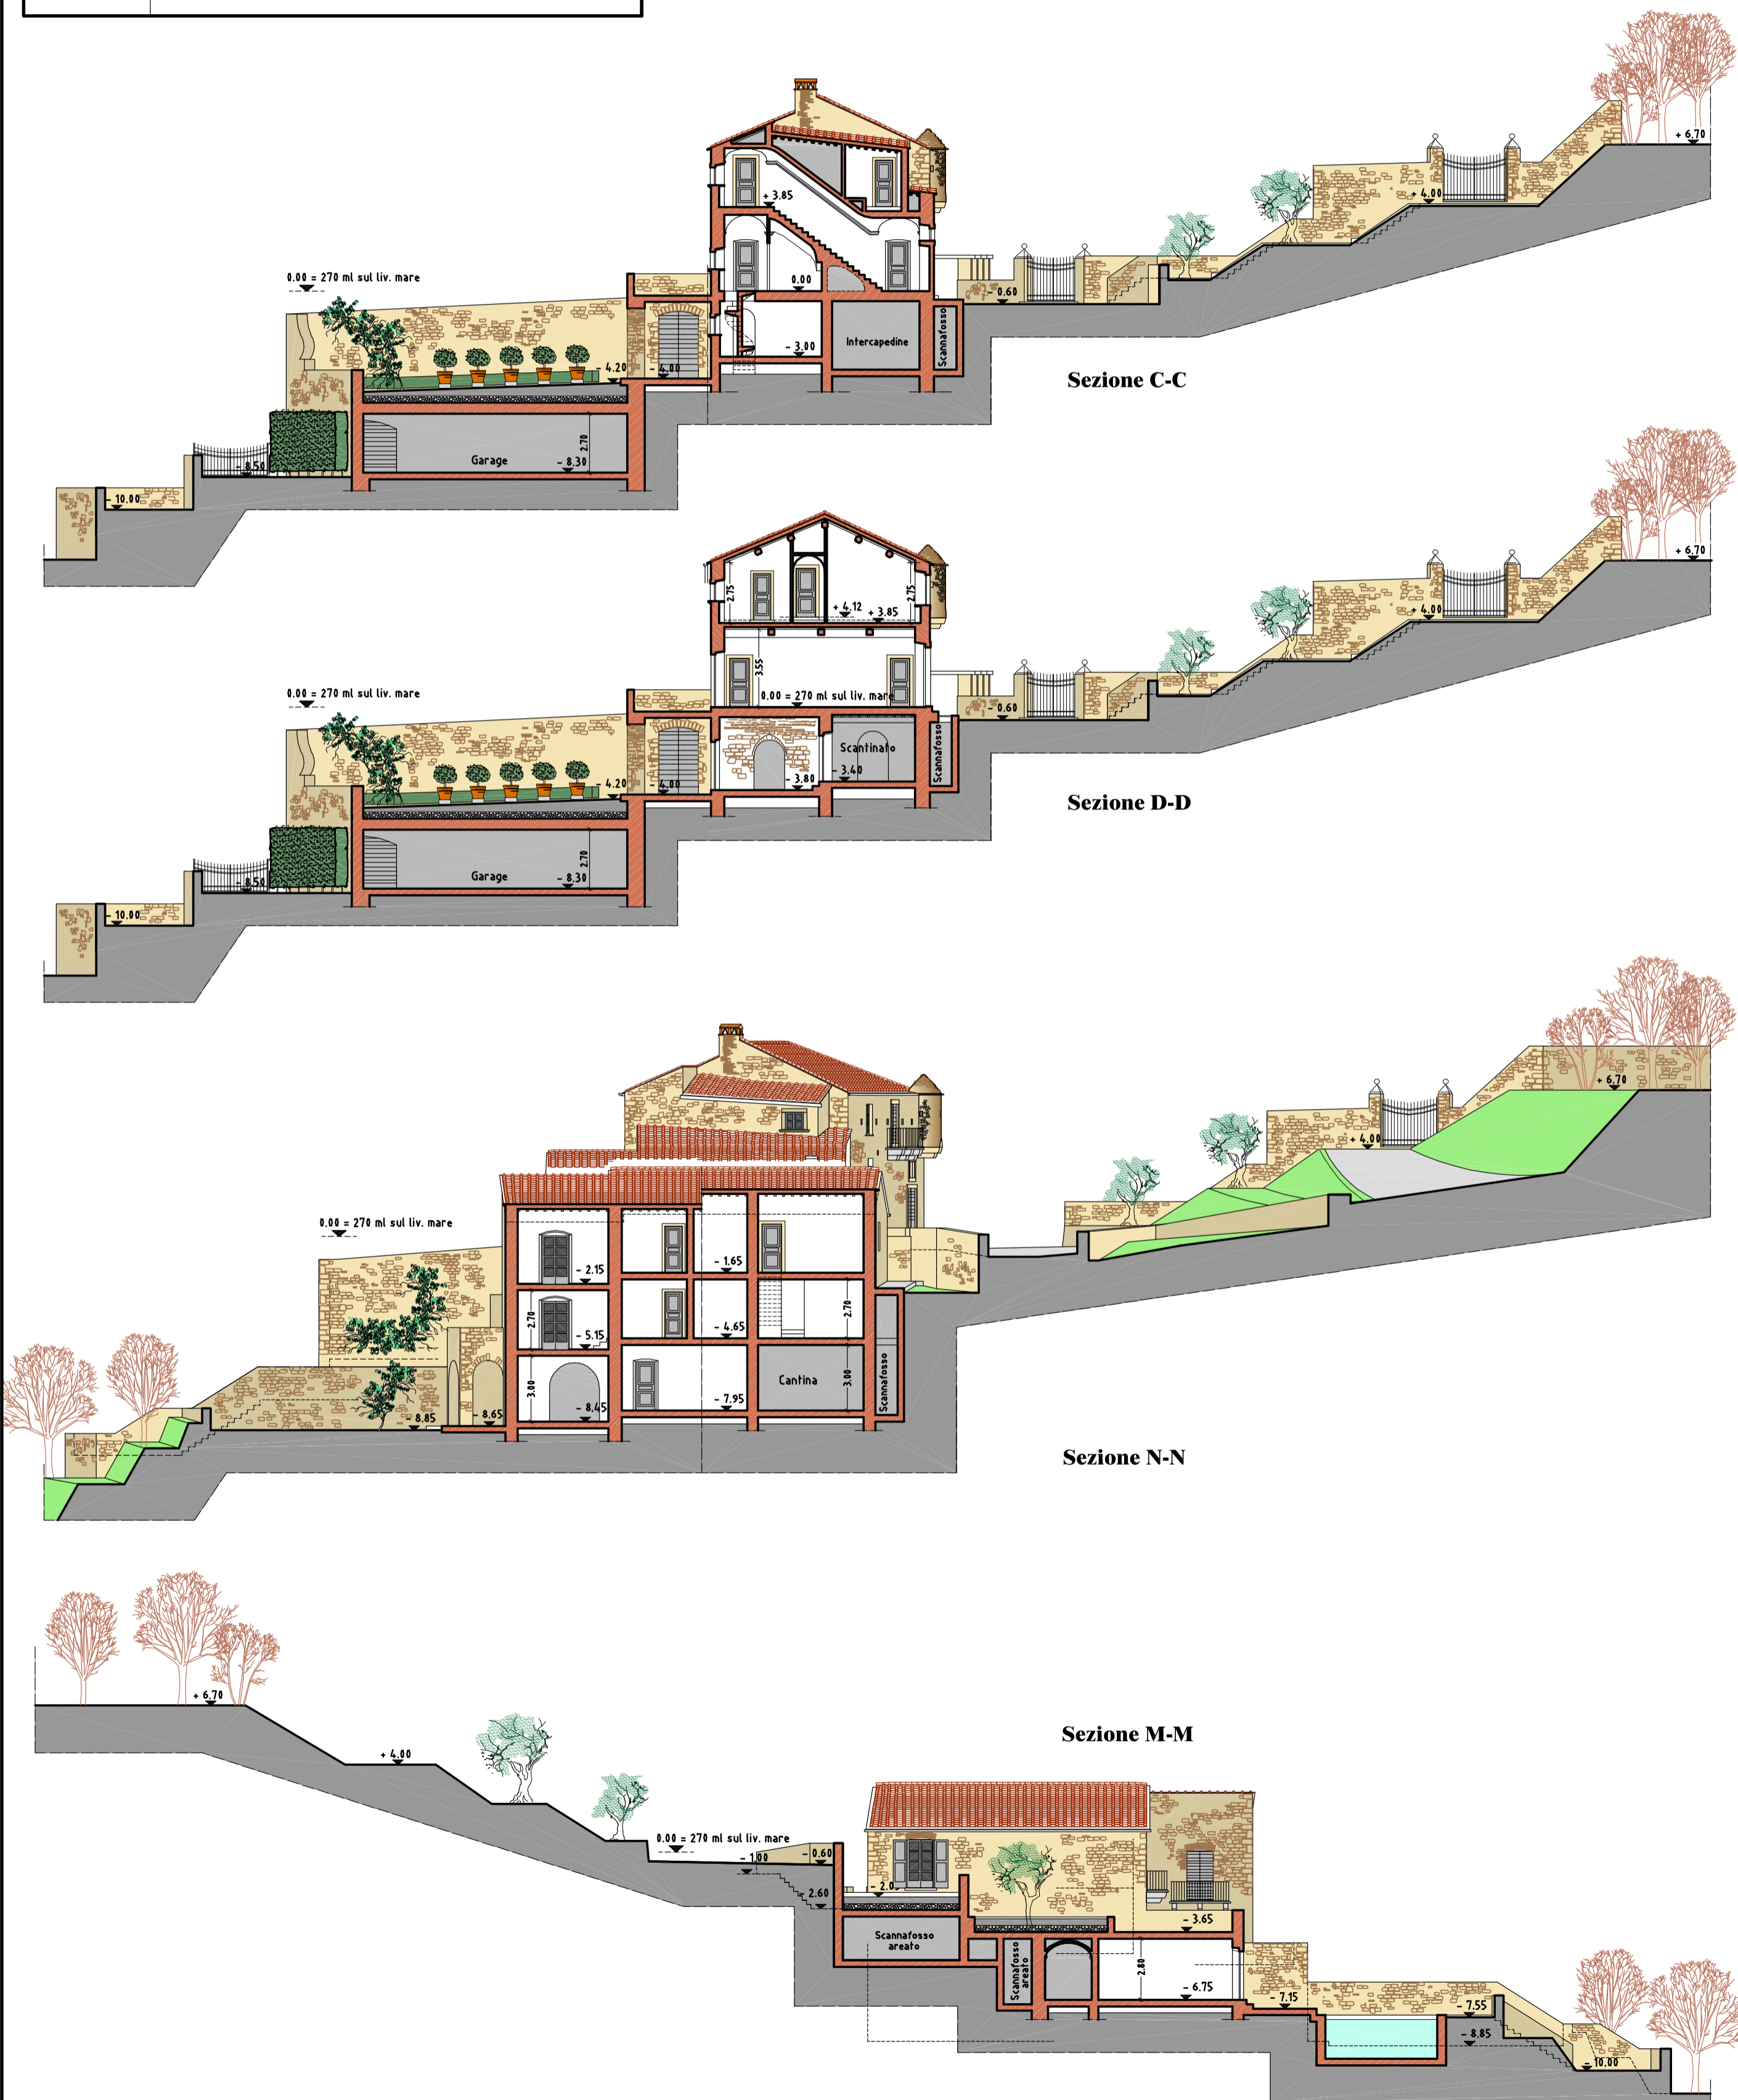 + 6.70
+ 3.85
+ 4.00
0.00 = 270 ml sul liv. mare
0.00
- 0.60
Intercapedine
Scannafosso
- 3.00
- 4.20
- 4.00
Sezione C-C
2.70
Garage
- 8.30
- 8.50
- 10.00
+ 6.70
2.75
2.75
+ 4.12
+ 3.85
+ 4.00
3.55
0.00 = 270 ml sul liv. mare
0.00 = 270 ml sul liv. mare
- 0.60
Scantinato
Scannafosso
- 3.40
- 3.80
- 4.20
- 4.00
Sezione D-D
2.70
Garage
- 8.30
- 8.50
- 10.00
+ 6.70
+ 4.00
0.00 = 270 ml sul liv. mare
- 1.65
- 2.15
2.70
2.70
- 4.65
- 5.15
Cantina
3.00
3.00
Scannafosso
- 7.95
- 8.45
- 8.65
- 8.85
Sezione N-N
+ 6.70
Sezione M-M
+ 4.00
0.00 = 270 ml sul liv. mare
- 0.60
- 1.00
- 2.60
- 3.65
Scannafosso
areato
Scannafosso
areato
2.80
- 6.75
- 7.15
- 7.55
- 8.85
- 10.00